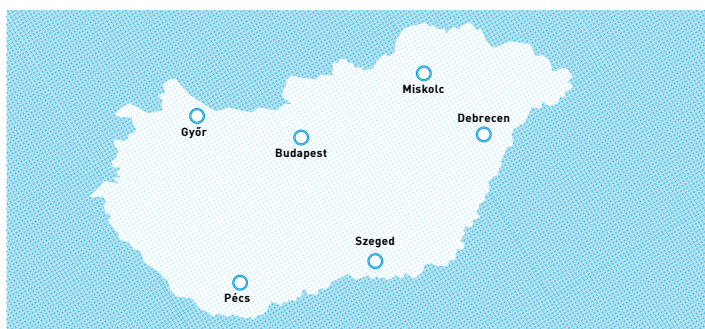 Miskolc
Debrecen
Győr
Budapest
Szeged
Pécs